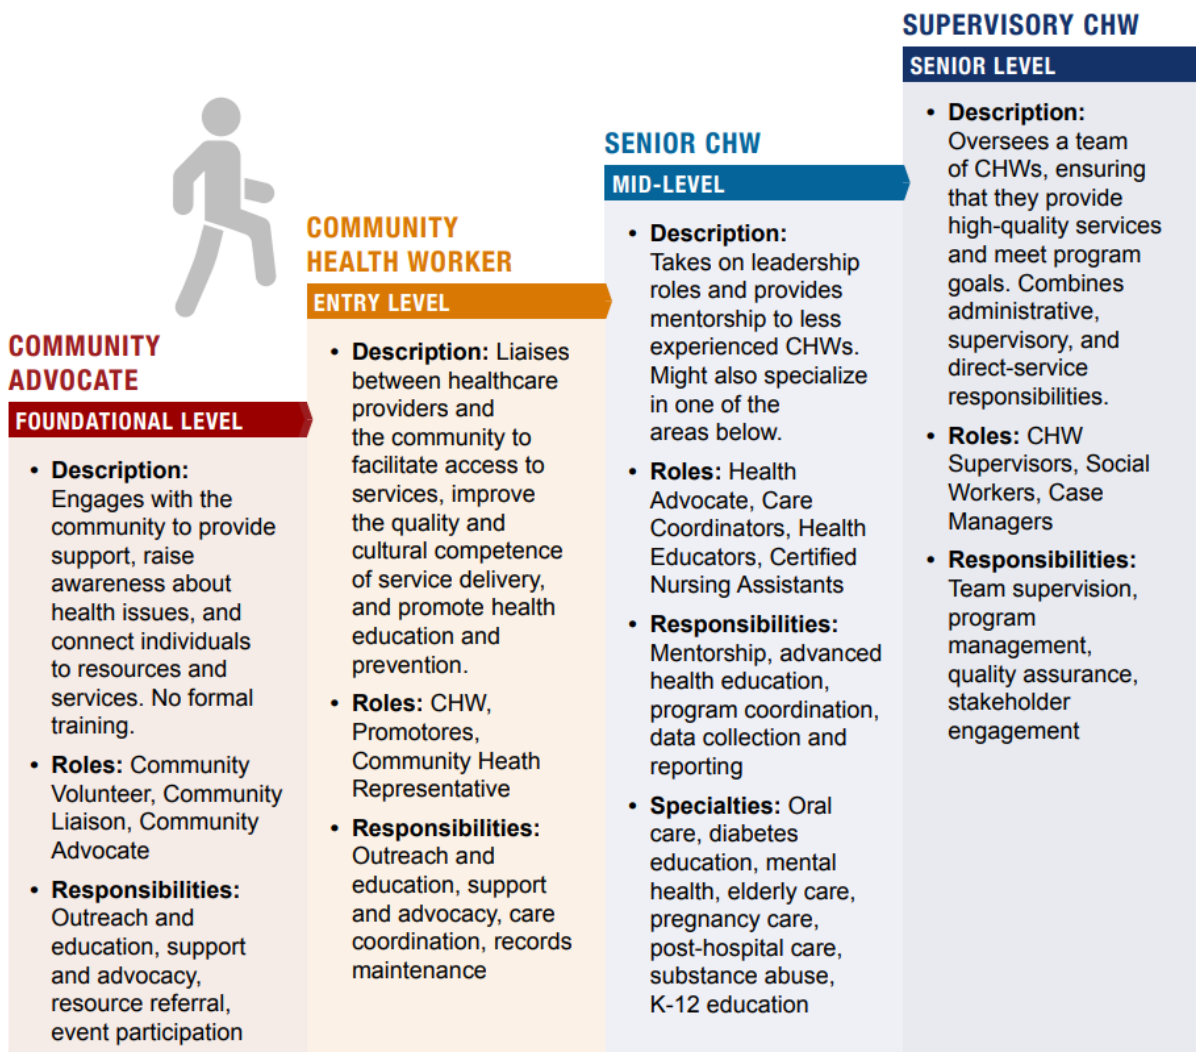 COMMUNITY
ADVOCATE
FOUNDATIONAL LEVEL
• Description:
Engages with the
community to provide
support, raise
awareness about
health issues, and
connect individuals
to resources and
services. No formal
training.
• Roles: Community
Volunteer, Community
Liaison, Community
Advocate
• Responsibilities:
Outreach and
education, support
and advocacy,
resource referral,
event participation
COMMUNITY
HEALTH WORKER
ENTRY LEVEL
• Description: Liaises
between healthcare
providers and
the community to
facilitate access to
services, improve
the quality and
cultural competence
of service delivery,
and promote health
education and
prevention.
• Roles: CHW,
Promotores,
Community Heath
Representative
• Responsibilities:
Outreach and
education, support
and advocacy, care
coordination, records
maintenance
SENIOR CHW
MID-LEVEL
• Description:
Takes on leadership
roles and provides
mentorship to less
experienced CHWs.
Might also specialize
in one of the
areas below.
• Roles: Health
Advocate, Care
Coordinators, Health
Educators, Certified
Nursing Assistants
• Responsibilities:
Mentorship, advanced
health education,
program coordination,
data collection and
reporting
• Specialties: Oral
care, diabetes
education, mental
health, elderly care,
pregnancy care,
post-hospital care,
substance abuse,
K-12 education
SUPERVISORY CHW
SENIOR LEVEL
• Description:
Oversees a team
of CHWs, ensuring
that they provide
high-quality services
and meet program
goals. Combines
administrative,
supervisory, and
direct-service
responsibilities.
• Roles: CHW
Supervisors, Social
Workers, Case
Managers
• Responsibilities:
Team supervision,
program
management,
quality assurance,
stakeholder
engagement